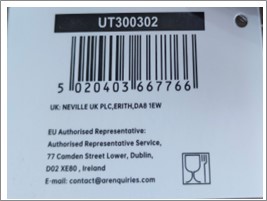 UT300302
5 020403 667766
UK: NEVILLE UK PLC,ERITH,DA8 1EW
EU Authorised Representative:
Authorised Representative Service,
77 Camden Street Lower, Dublin,
D02 XE80 , Ireland
E-mail: contact@arenquiries.com